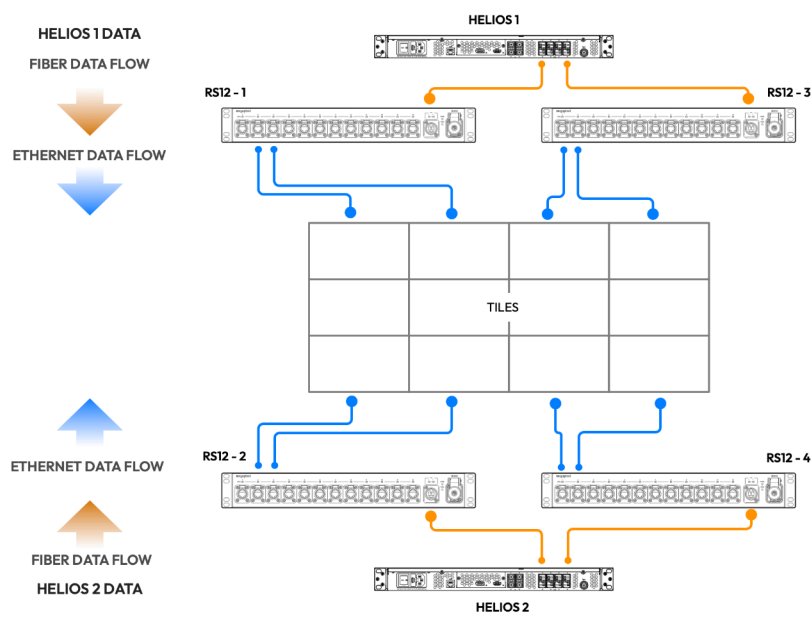 HELIOS 1
HELIOS 1 DATA
FIBER DATA FLOW
RS12 - 1
RS12 - 3
ETHERNET DATA FLOW
TILES
ETHERNET DATA FLOW
RS12 - 2
RS12 - 4
FIBER DATA FLOW
HELIOS 2 DATA
HELIOS 2